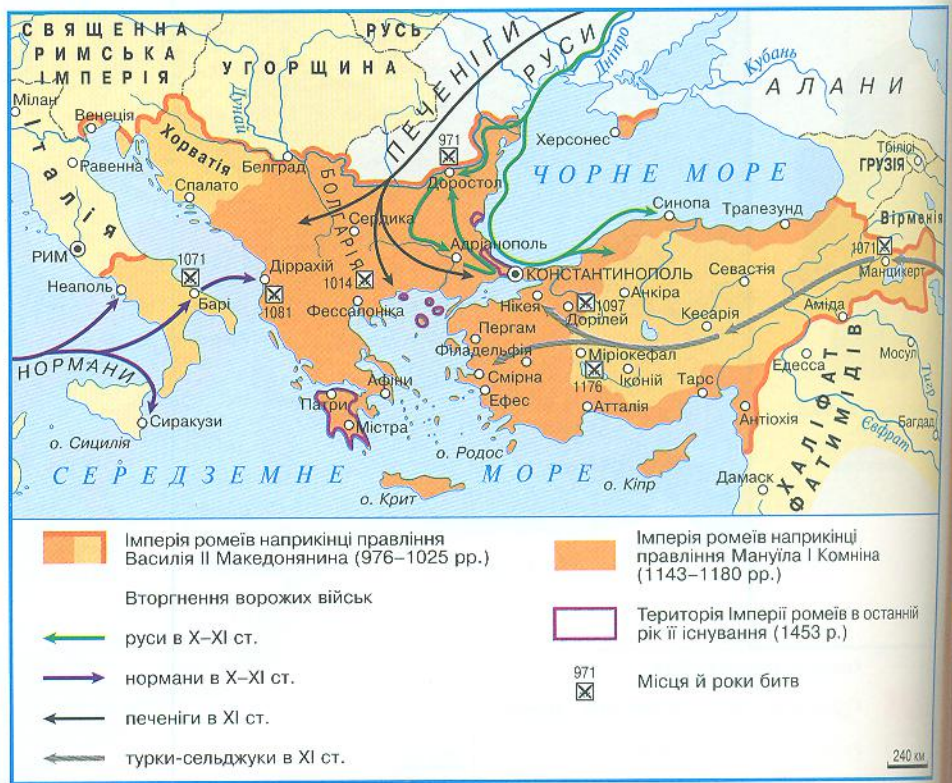 СВЯЩЕННА
РИМСЬКА
ІМПЕРІЯ
РУСЬ
УГОРЩИНА
ПЕЧЕНІГИ
РУСИ
Дніпро
Кубань
АЛАНИ
Мілан
Венеція
Італія
Равенна
Хорватія
Дунай
Белград
971
Доростол
Херсонес
ЧОРНЕ МОРЕ
Тбілісі
ГРУЗІЯ
Спалато
БОЛГАРІЯ
Сердика
Адріанополь
Синопа
Трапезунд
Вірменія
1071
Манцикерт
РИМ
Неаполь
1071
Барі
Діррахій
1081
1014
Фессалоніка
КОНСТАНТИНОПОЛЬ
Нікея
1097
Дорілей
Анкіра
Севастія
Кесарія
Аміда
Пергам
Філадельфія
Міріокефал
1176
Іконій
Тарс
Едесса
Мосул
Тигр
НОРМАНИ
Сиракузи
о. Сицилія
Афіни
Патри
Містра
Смірна
Ефес
Атталія
Антіохія
Багдад
Євфрат
ХАЛІФАТ
ФАТИМІДІВ
о. Родос
СЕРЕДЗЕМНЕ МОРЕ
о. Крит
о. Кіпр
Дамаск
Імперія ромеїв наприкінці правління
Василія ІІ Македонянина (976–1025 рр.)
Вторгнення ворожих військ
руси в Х–ХІ ст.
нормани в Х–ХІ ст.
печеніги в ХІ ст.
турки-сельджуки в ХІ ст.
Імперія ромеїв наприкінці
правління Мануїла І Комніна
(1143–1180 рр.)
Територія Імперії ромеїв в останній
рік її існування (1453 р.)
971
Місця й роки битв
240 км